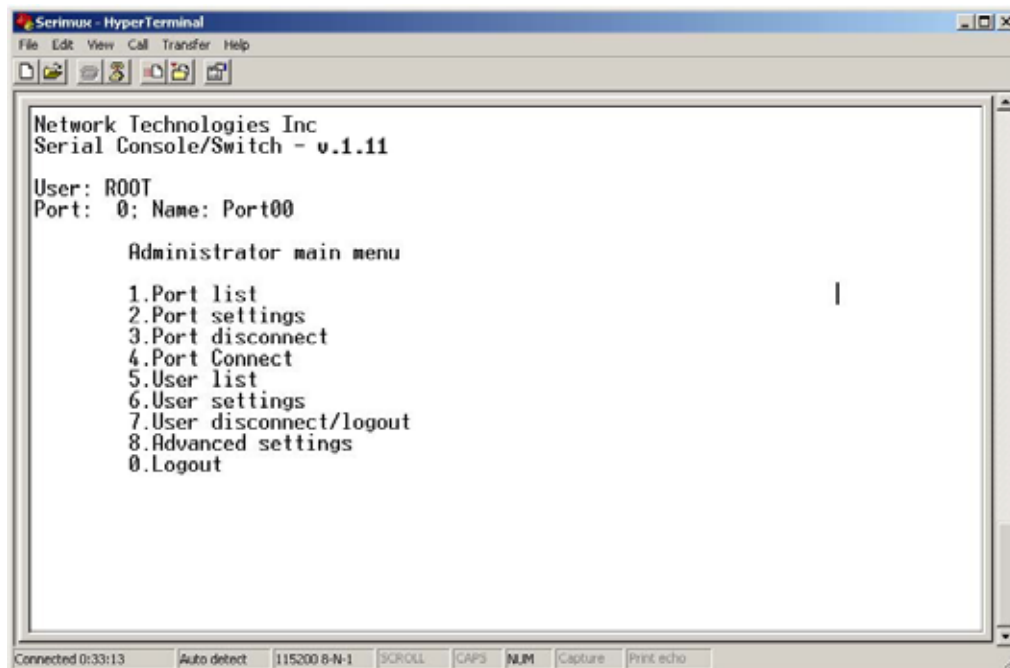 Serimux - HyperTerminal
File Edit View Call Transfer Help
Network Technologies Inc
Serial Console/Switch - v.1.11
User: ROOT
Port:  0; Name: Port00
Administrator main menu
1.Port list
2.Port settings
3.Port disconnect
4.Port Connect
5.User list
6.User settings
7.User disconnect/logout
8.Advanced settings
0.Logout
Connected 0:33:13 Auto detect 115200 8-N-1 SCROLL CAPS NUM Capture Print echo